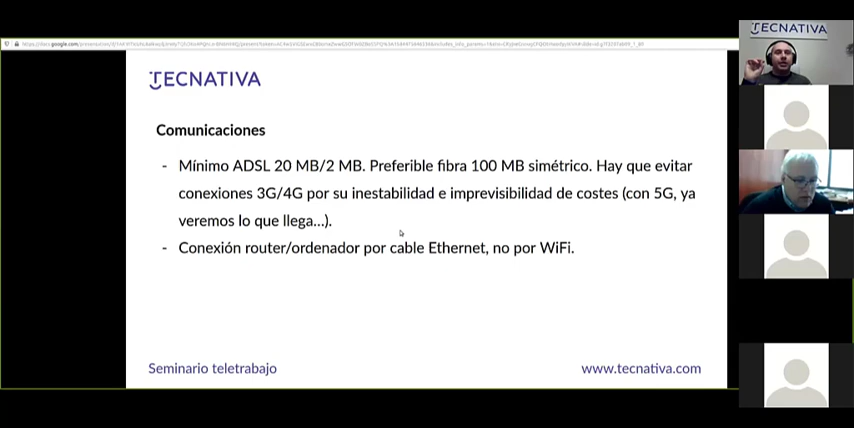 TECNATIVA
Comunicaciones
- Mínimo ADSL 20 MB/2 MB. Preferible fibra 100 MB simétrico. Hay que evitar
conexiones 3G/4G por su inestabilidad e imprevisibilidad de costes (con 5G, ya
veremos lo que llega...).
- Conexión router/ordenador por cable Ethernet, no por WiFi.
Seminario teletrabajo
www.tecnativa.com
TECNATIVA